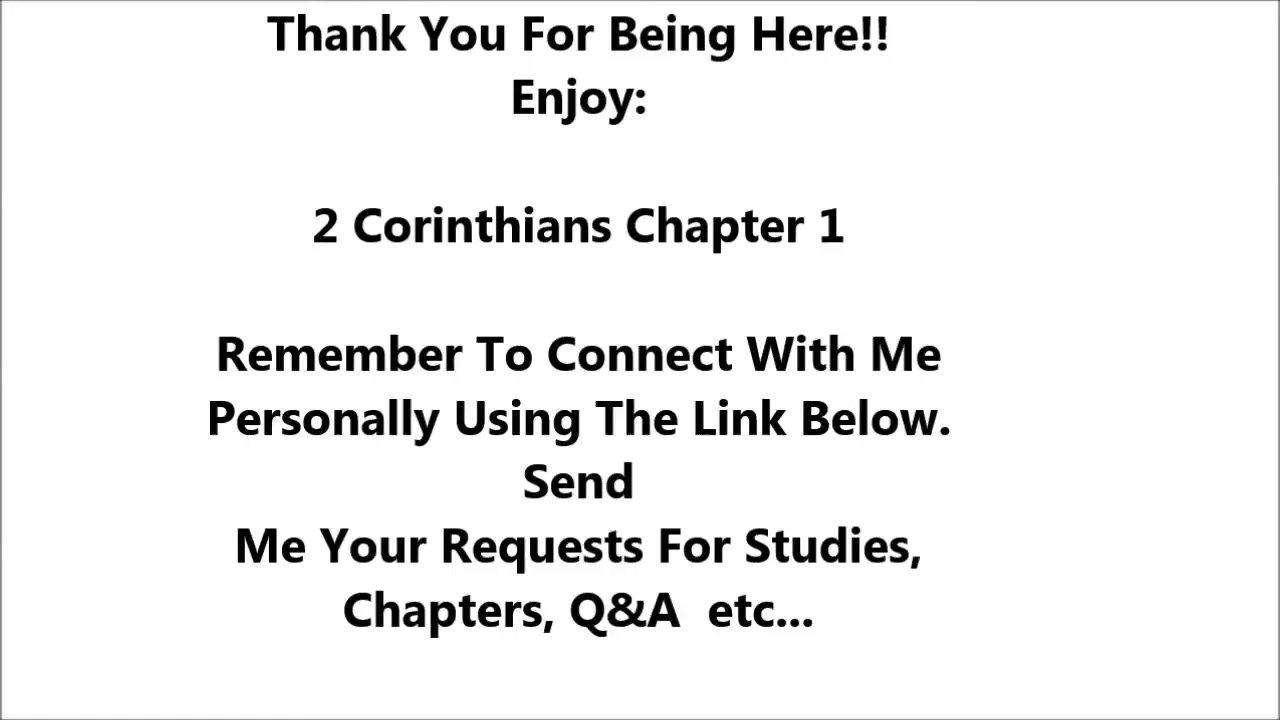 Thank You For Being Here!!
Enjoy:
2 Corinthians Chapter 1
Remember To Connect With Me
Personally Using The Link Below.
Send
Me Your Requests For Studies,
Chapters, Q&A  etc...